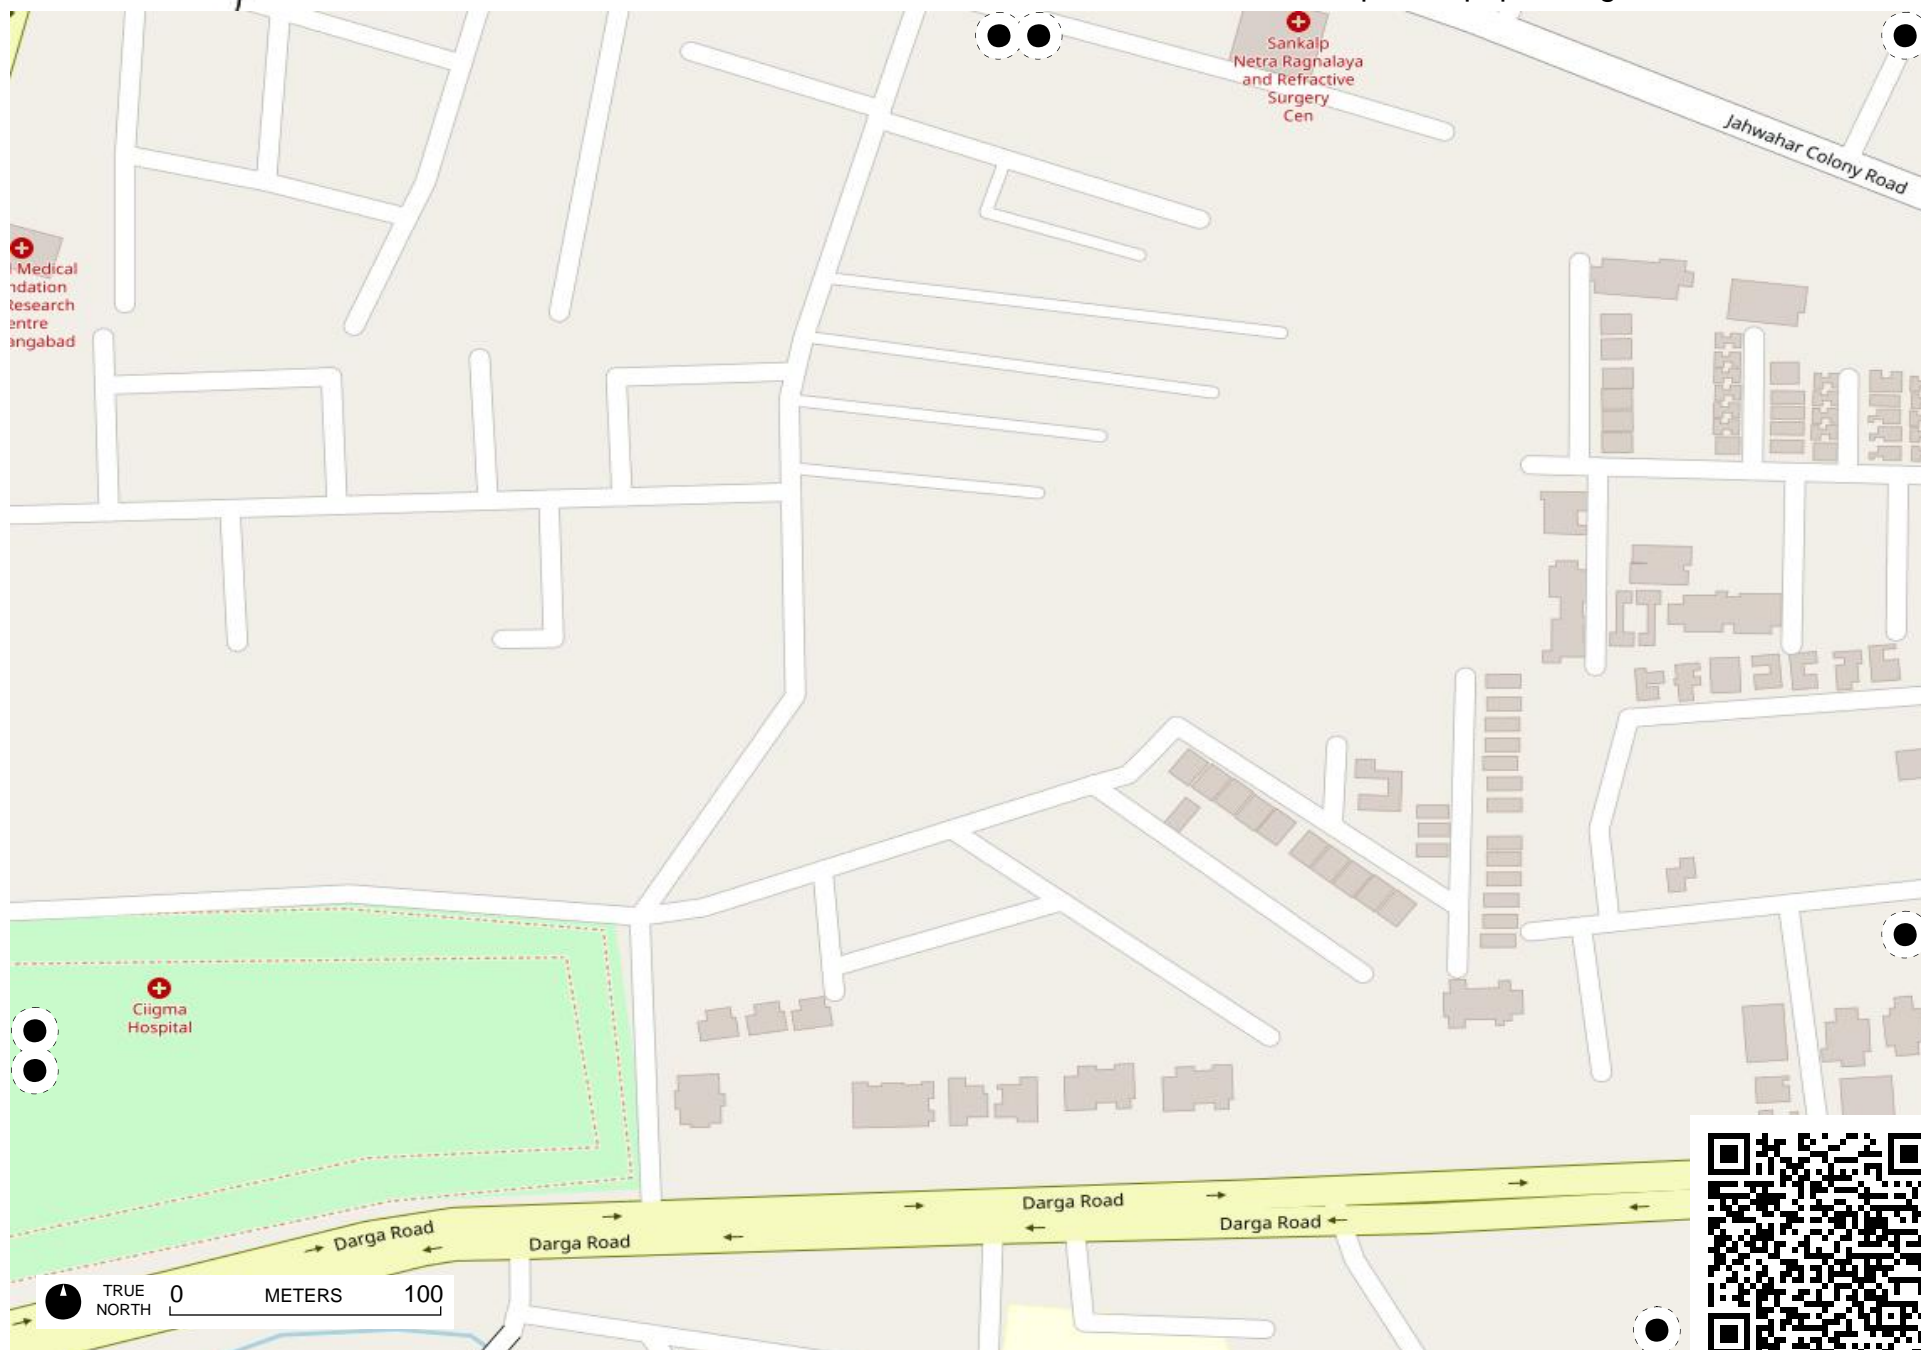 Sankalp
Netra Ragnalaya
and Refractive
Surgery
Cen
Jahwahar Colony Road
Medical
ndation
Research
entre
angabad
Ciigma
Hospital
Darga Road
Darga Road
Darga Road
Darga Road
TRUE
NORTH
0 METERS 100